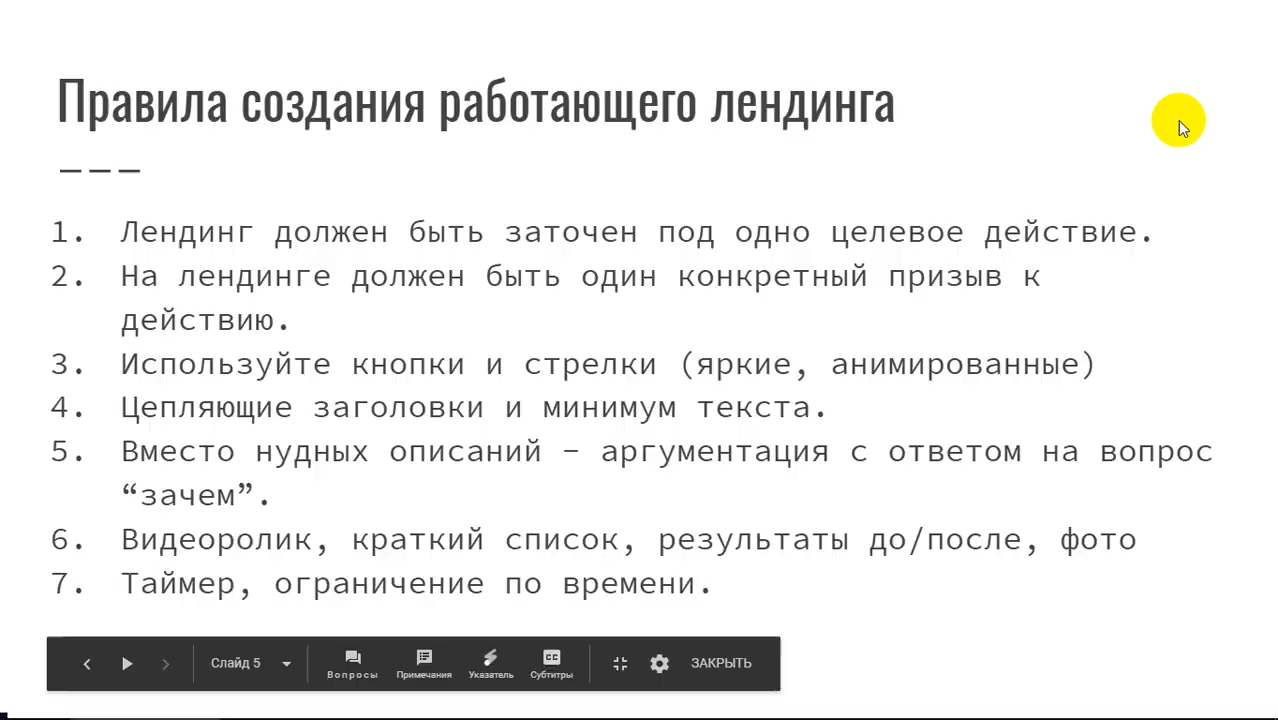 Правила создания работающего лендинга
———
1. Лендинг должен быть заточен под одно целевое действие.
2. На лендинге должен быть один конкретный призыв к
действию.
3. Используйте кнопки и стрелки (яркие, анимированные)
4. Цепляющие заголовки и минимум текста.
5. Вместо нудных описаний – аргументация с ответом на вопрос
“зачем”.
6. Видеоролик, краткий список, результаты до/после, фото
7. Таймер, ограничение по времени.
Слайд 5 Вопросы Примечания Указатель CC Субтитры ЗАКРЫТЬ